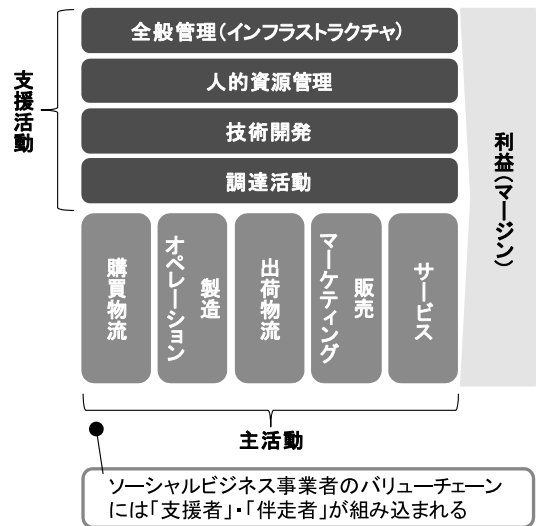 全般管理(インフラストラクチャ)
人的資源管理
技術開発
調達活動
支援活動
購買物流
製造
オペレーション
出荷物流
販売
マーケティング
サービス
利益(マージン)
主活動
ソーシャルビジネス事業者のバリューチェーン
には「支援者」・「伴走者」が組み込まれる